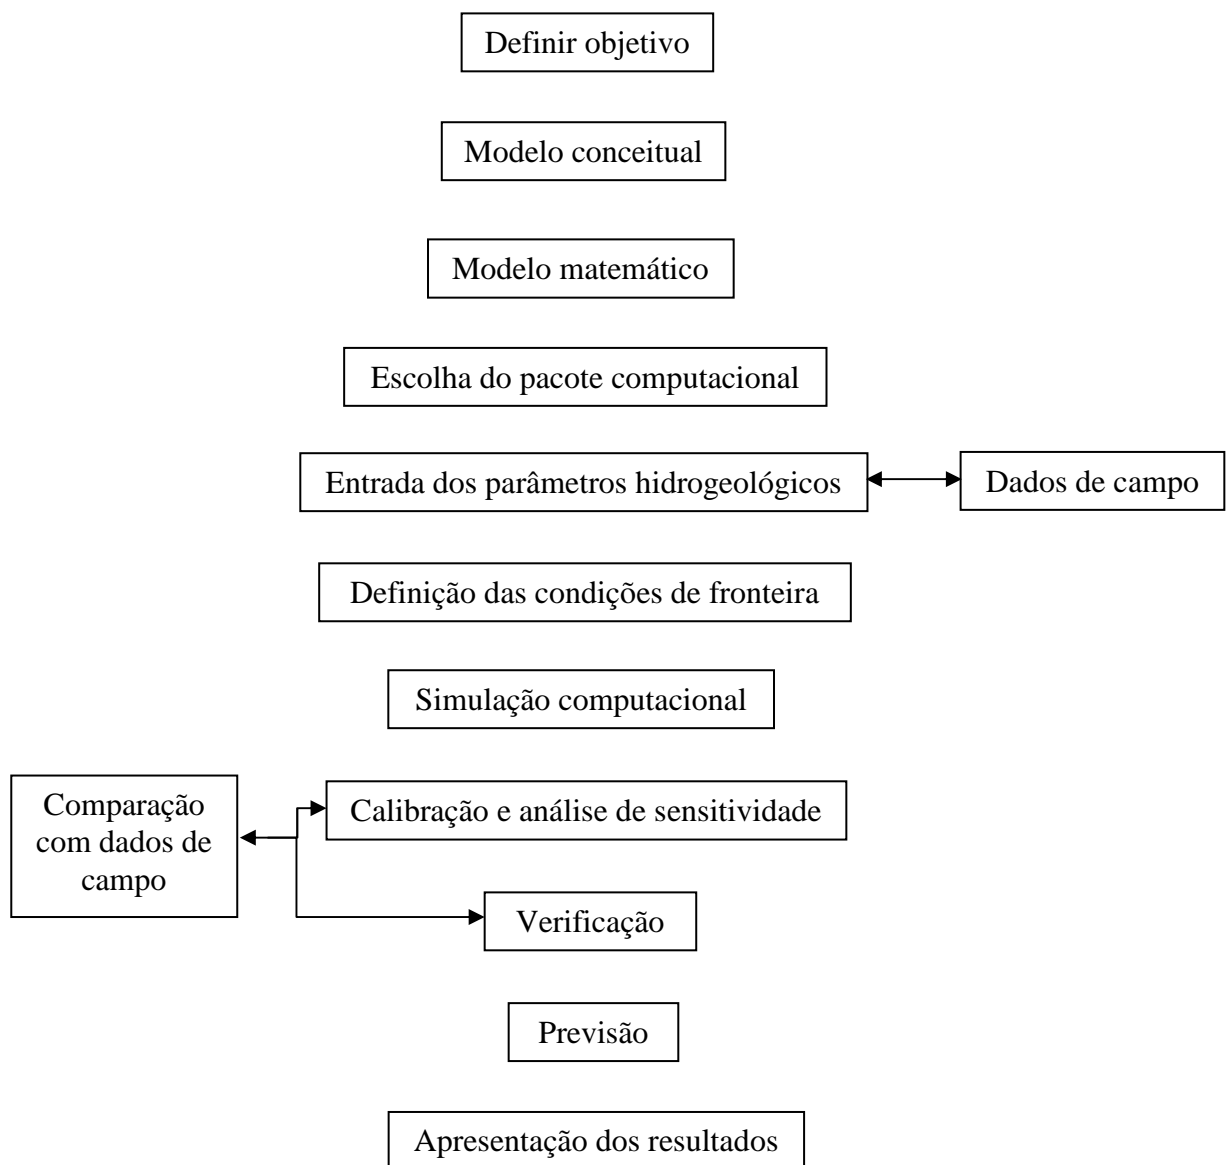 Definir objetivo
Modelo conceitual
Modelo matemático
Escolha do pacote computacional
Entrada dos parâmetros hidrogeológicos
Dados de campo
Definição das condições de fronteira
Simulação computacional
Comparação
com dados de
campo
Calibração e análise de sensitividade
Verificação
Previsão
Apresentação dos resultados